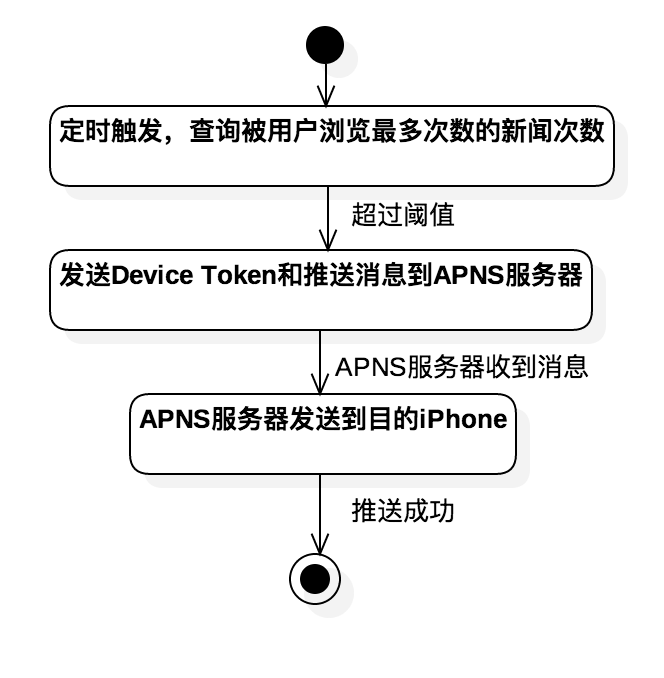 定时触发，查询被用户浏览最多次数的新闻次数
超过阈值
发送Device Token和推送消息到APNS服务器
APNS服务器收到消息
APNS服务器发送到目的iPhone
推送成功